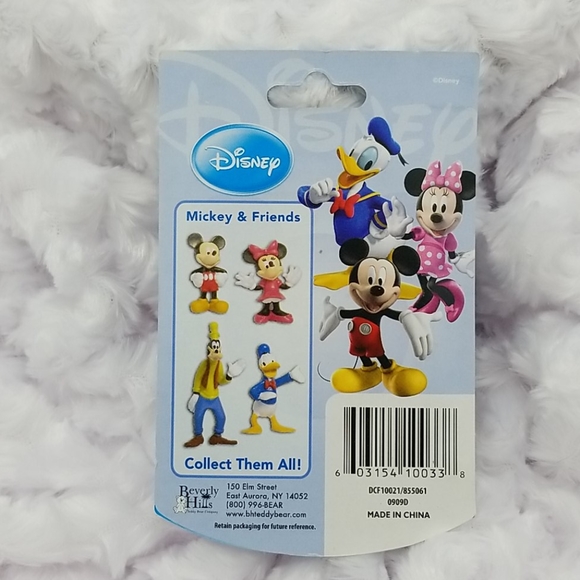 ©Disney
DISNEY
Disney
Mickey & Friends
Collect Them All!
Beverly
Hills
150 Elm Street
East Aurora, NY 14052
(800) 996-BEAR
www.bhteddybear.com
Retain packaging for future reference.
6 03154 10033 8
DCF10021/855061
0909D
MADE IN CHINA